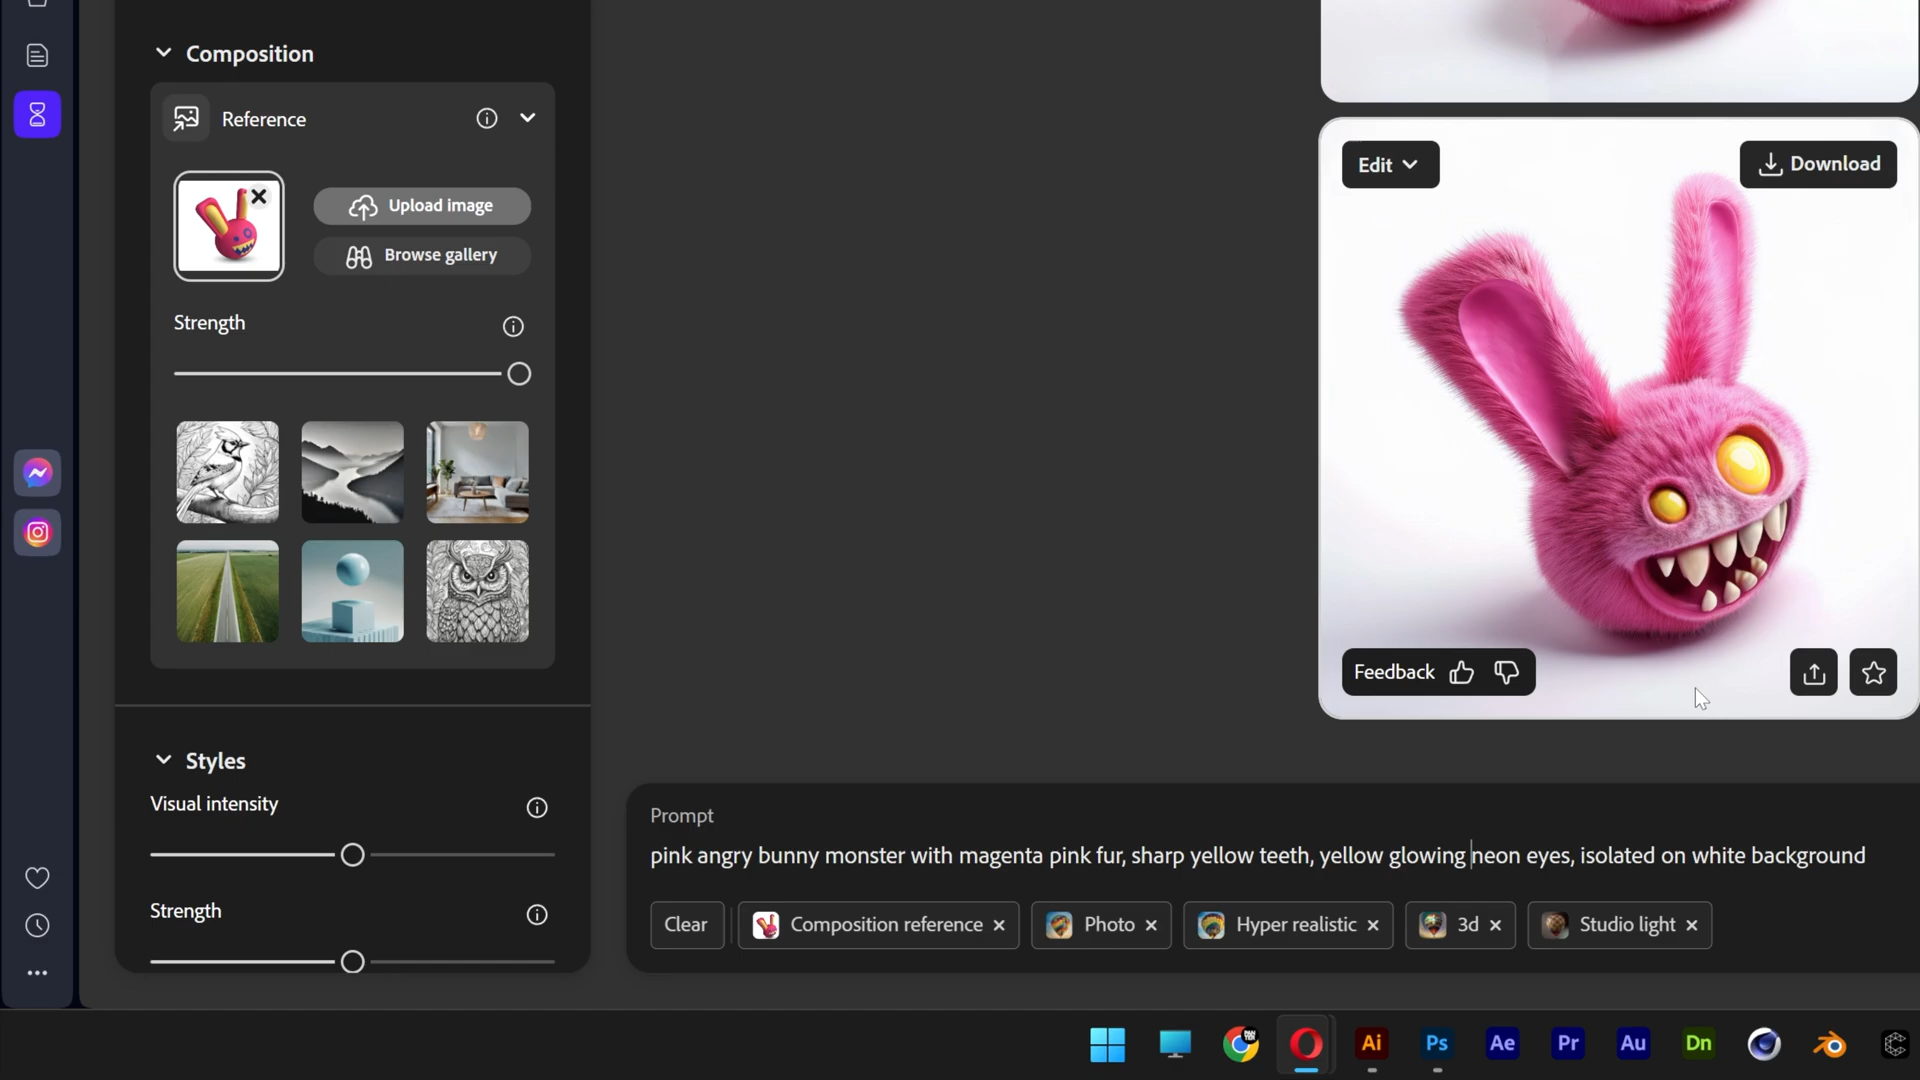 Composition
Reference
Upload image
Browse gallery
Strength
Styles
Visual intensity
Strength
Edit
Download
Feedback
Prompt
pink angry bunny monster with magenta pink fur, sharp yellow teeth, yellow glowing neon eyes, isolated on white background
Clear
Composition reference
Photo
Hyper realistic
3d
Studio light
Ai
Ps
Ae
Pr
Au
Dn